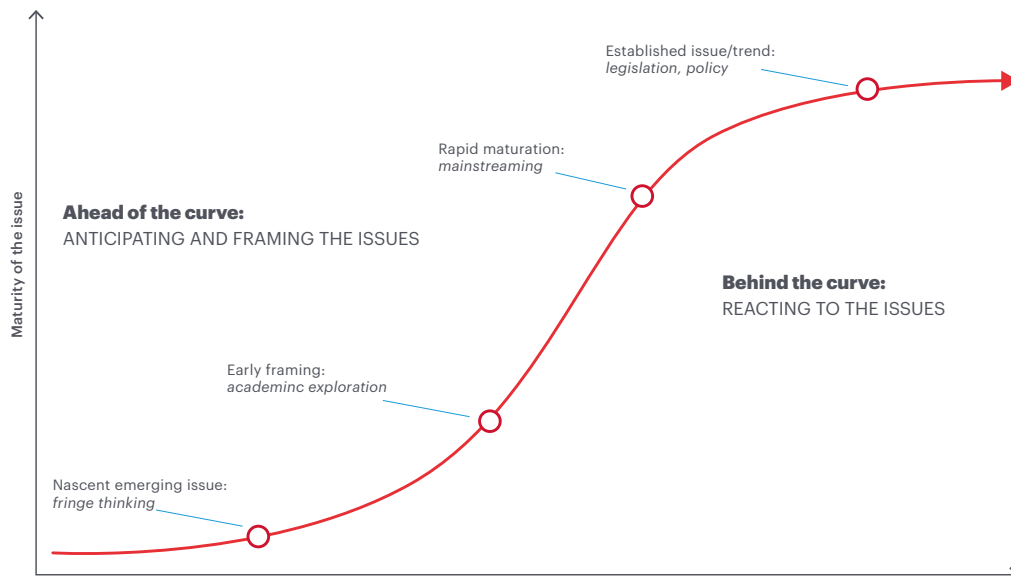 Established issue/trend:
legislation, policy
Rapid maturation:
mainstreaming
Maturity of the issue
Ahead of the curve:
ANTICIPATING AND FRAMING THE ISSUES
Behind the curve:
REACTING TO THE ISSUES
Early framing:
academinc exploration
Nascent emerging issue:
fringe thinking